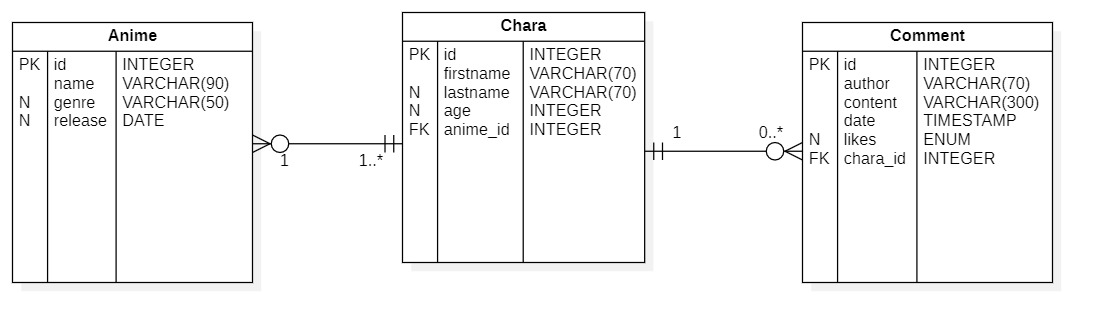 Anime
PK id INTEGER
name VARCHAR(90)
N genre VARCHAR(50)
N release DATE
1
1..*
Chara
PK id INTEGER
firstname VARCHAR(70)
N lastname VARCHAR(70)
N age INTEGER
FK anime_id INTEGER
1
0..*
Comment
PK id INTEGER
author VARCHAR(70)
content VARCHAR(300)
date TIMESTAMP
N likes ENUM
FK chara_id INTEGER